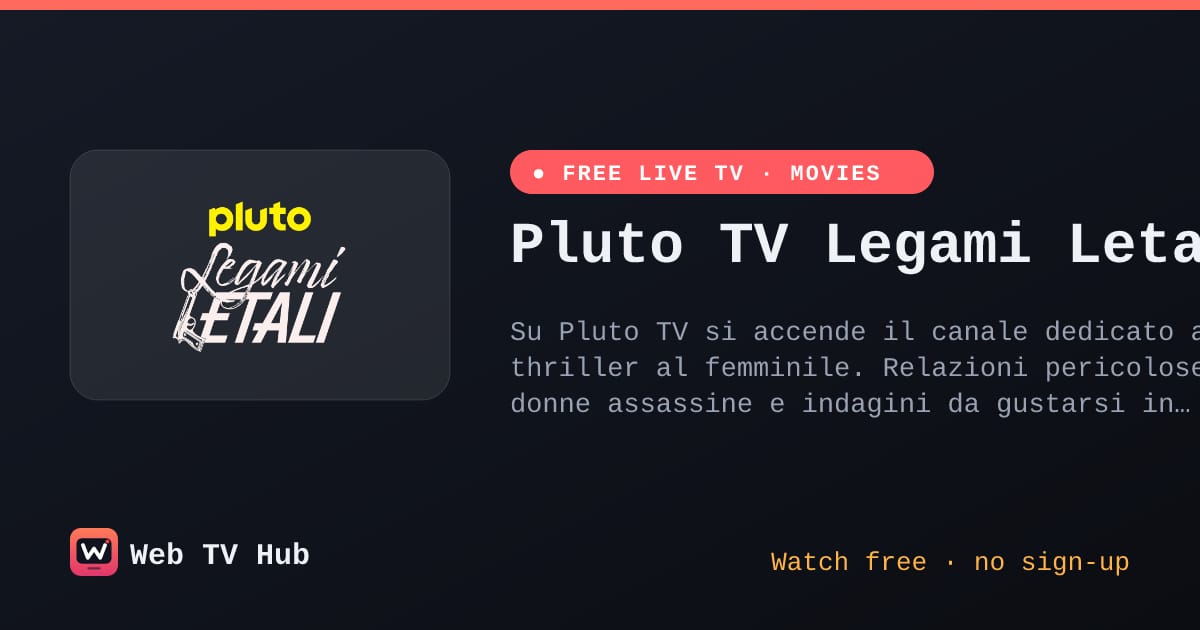 pluto
Legami
LETALI
• FREE LIVE TV · MOVIES
Pluto TV Legami Leta
Su Pluto TV si accende il canale dedicato a
thriller al femminile. Relazioni pericolose
donne assassine e indagini da gustarsi in…
W
Web TV Hub
Watch free · no sign-up